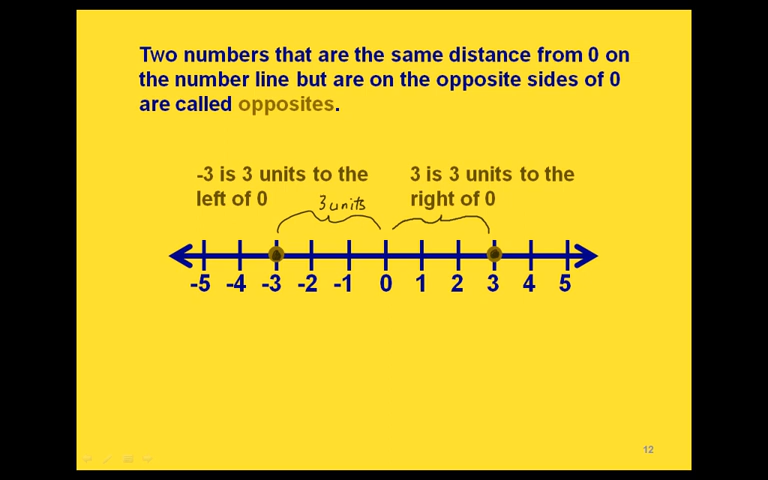 Two numbers that are the same distance from 0 on
the number line but are on the opposite sides of 0
are called opposites.
-3 is 3 units to the
left of 0
3 is 3 units to the
right of 0
3 units
-5 -4 -3 -2 -1 0 1 2 3 4 5
12